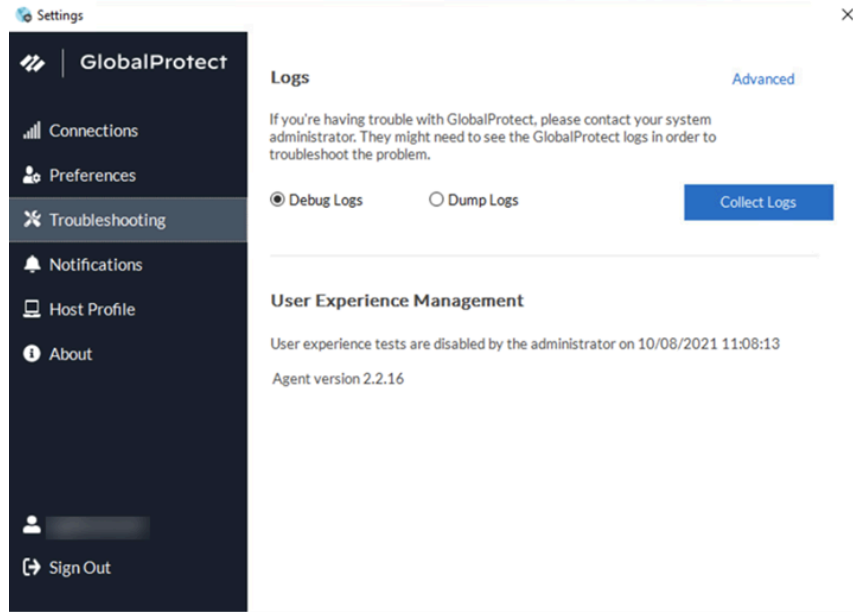 Settings
GlobalProtect
Connections
Preferences
Troubleshooting
Notifications
Host Profile
About
Sign Out
Logs
Advanced
If you're having trouble with GlobalProtect, please contact your system
administrator. They might need to see the GlobalProtect logs in order to
troubleshoot the problem.
Debug Logs
Dump Logs
Collect Logs
User Experience Management
User experience tests are disabled by the administrator on 10/08/2021 11:08:13
Agent version 2.2.16